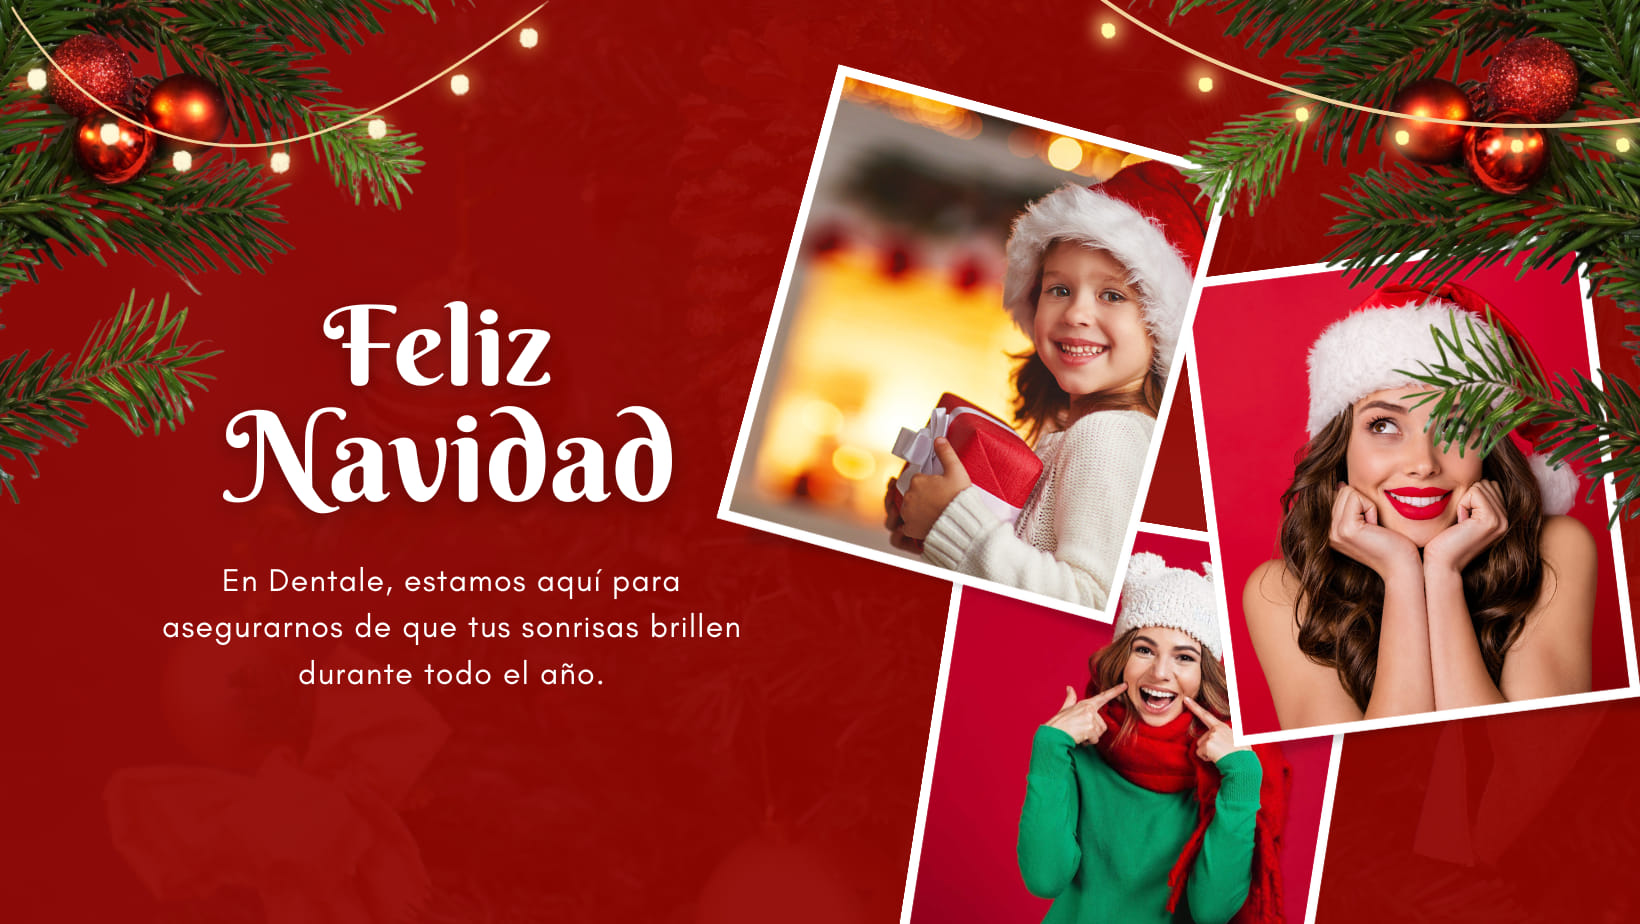 Feliz
Navidad
En Dentale, estamos aquí para
asegurarnos de que tus sonrisas brillen
durante todo el año.